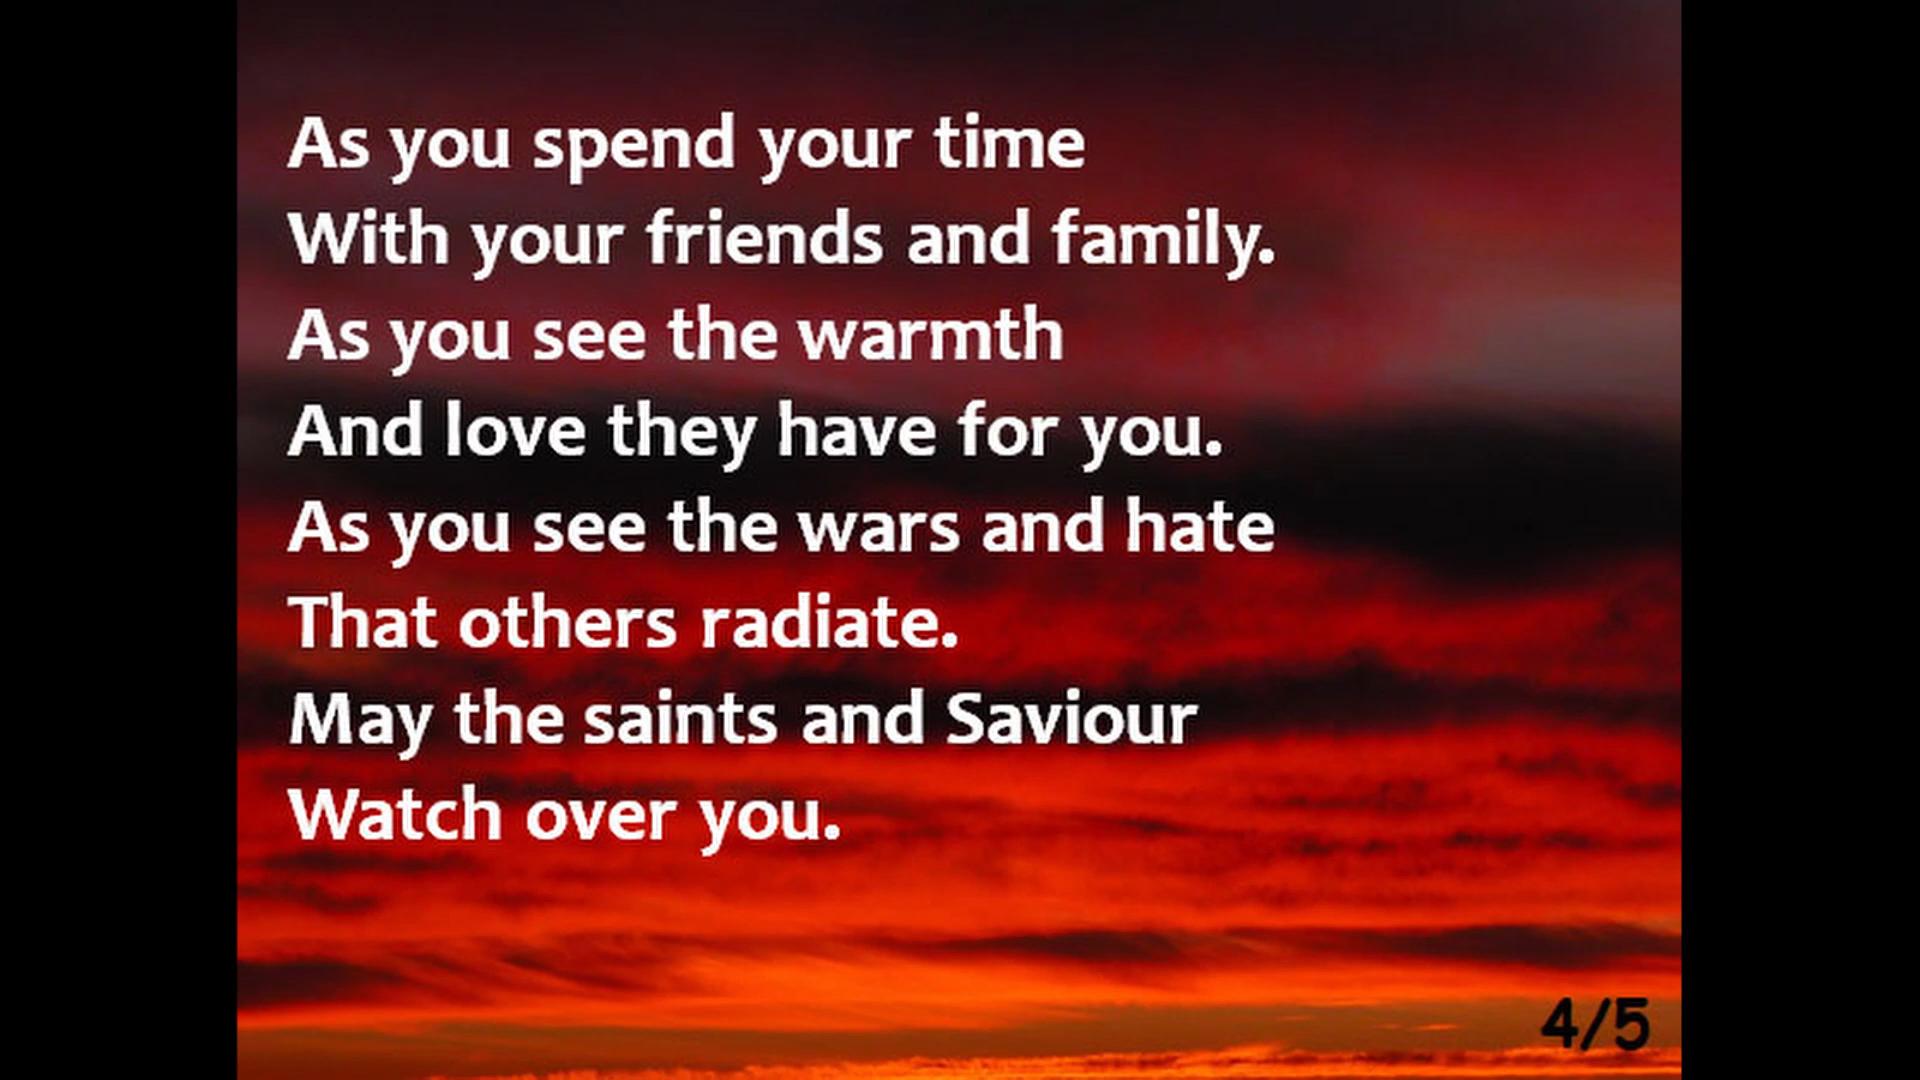 As you spend your time
With your friends and family.
As you see the warmth
And love they have for you.
As you see the wars and hate
That others radiate.
May the saints and Saviour
Watch over you.
4/5